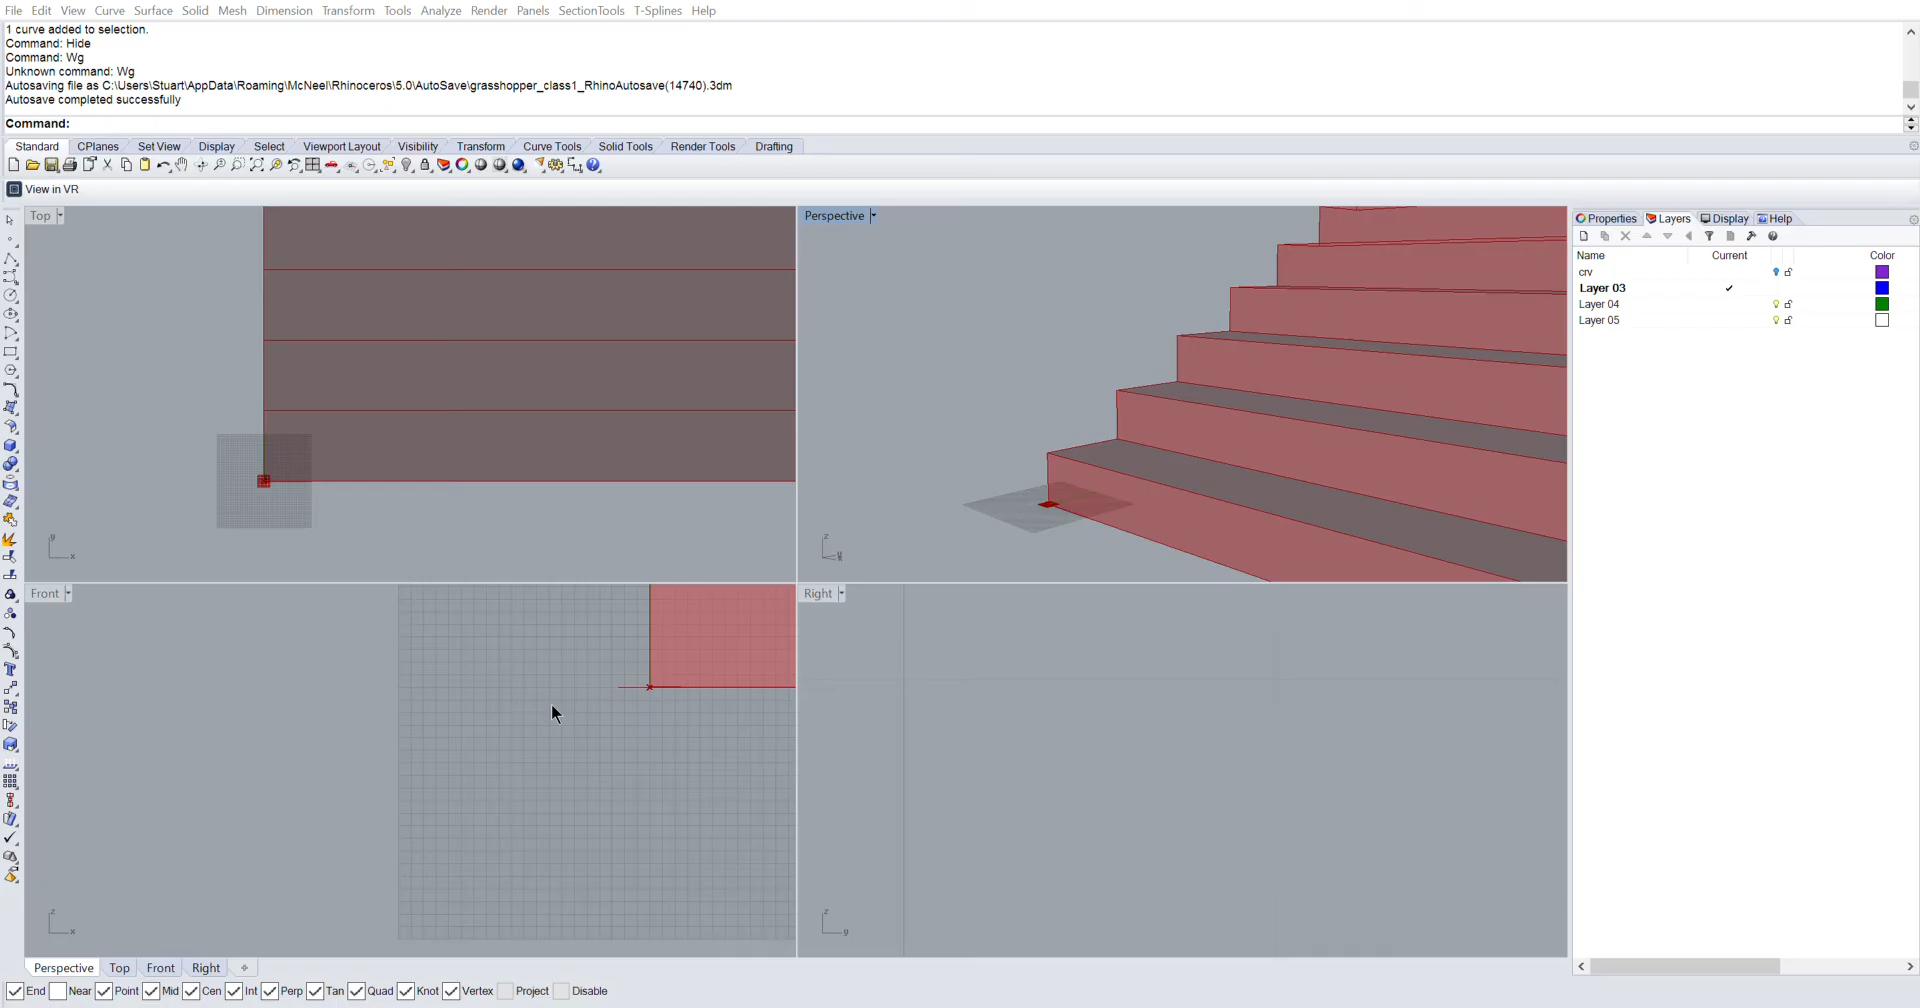 File Edit View Curve Surface Solid Mesh Dimension Transform Tools Analyze Render Panels SectionTools T-Splines Help
1 curve added to selection.
Command: Hide
Command: Wg
Unknown command: Wg
Autosaving file as C:\Users\Stuart\AppData\Roaming\McNeel\Rhinoceros\5.0\AutoSave\grasshopper_class1_RhinoAutosave(14740).3dm
Autosave completed successfully
Command:
Standard CPlanes Set View Display Select Viewport Layout Visibility Transform Curve Tools Solid Tools Render Tools Drafting
View in VR
Top
y
x
Perspective
z
Front
z
x
Right
z
y
Properties Layers Display Help
Name Current Color
crv
Layer 03
Layer 04
Layer 05
Perspective Top Front Right
End Near Point Mid Cen Int Perp Tan Quad Knot Vertex Project Disable